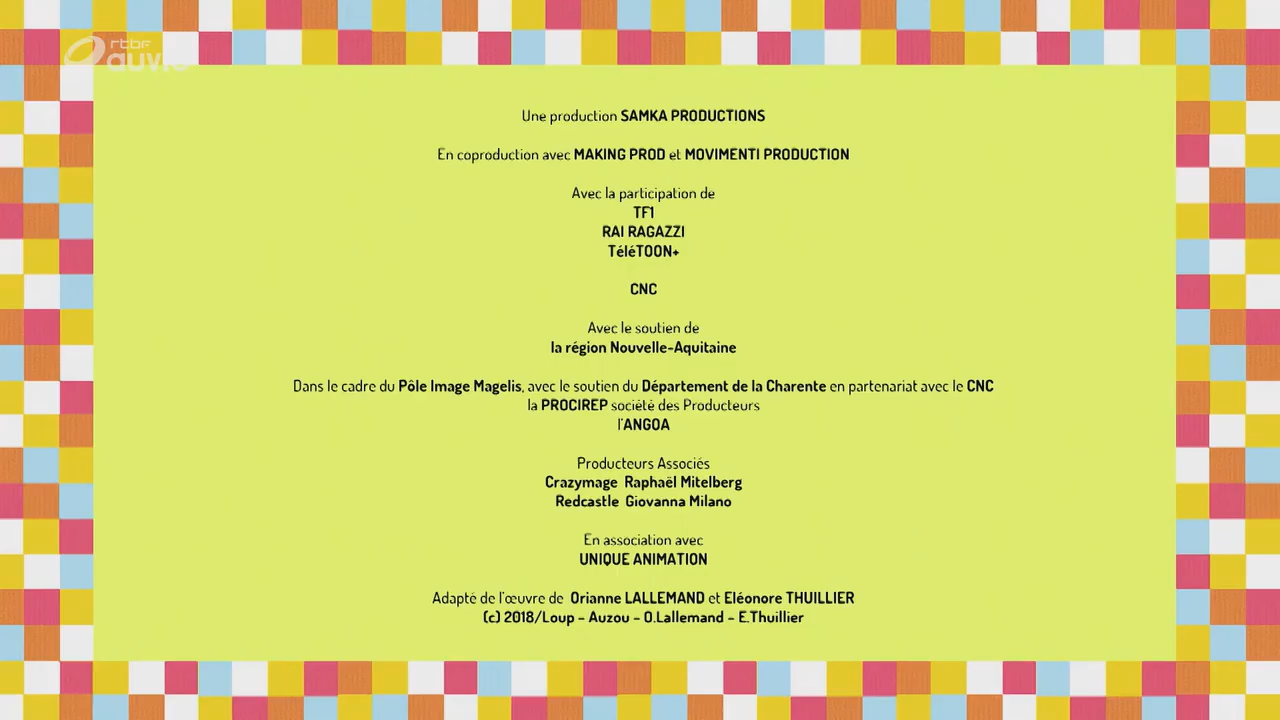 rtbf
auvio
Une production SAMKA PRODUCTIONS
En coproduction avec MAKING PROD et MOVIMENTI PRODUCTION
Avec la participation de
TF1
RAI RAGAZZI
TéléTOON+
CNC
Avec le soutien de
la région Nouvelle-Aquitaine
Dans le cadre du Pôle Image Magelis, avec le soutien du Département de la Charente en partenariat avec le CNC
la PROCIREP société des Producteurs
l'ANGOA
Producteurs Associés
Crazymage Raphaël Mitelberg
Redcastle Giovanna Milano
En association avec
UNIQUE ANIMATION
Adapté de l'œuvre de Orianne LALLEMAND et Eléonore THUILLIER
(c) 2018/Loup - Auzou - O.Lallemand - E.Thuillier